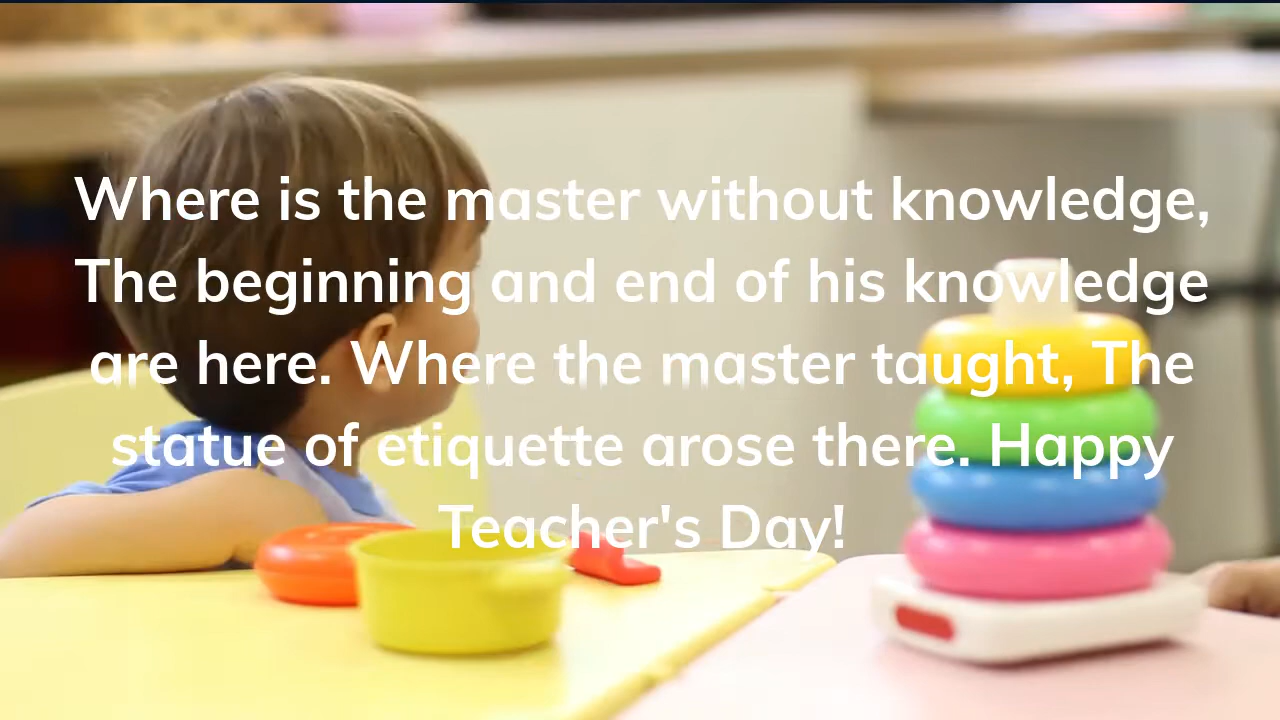 Where is the master without knowledge,
The beginning and end of his knowledge
are here. Where the master taught, The
statue of etiquette arose there. Happy
Teacher's Day!